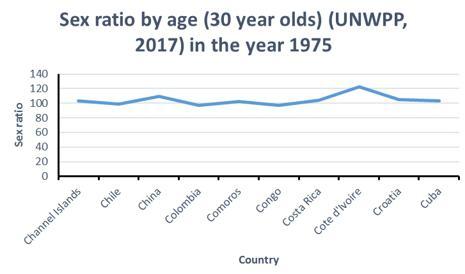 Sex ratio by age (30 year olds) (UNWPP,
2017) in the year 1975
140
120
100
80
60
40
20
0
Sex ratio
Channel Islands
Chile
China
Colombia
Comoros
Congo
Costa Rica
Cote d'Ivoire
Croatia
Cuba
Country